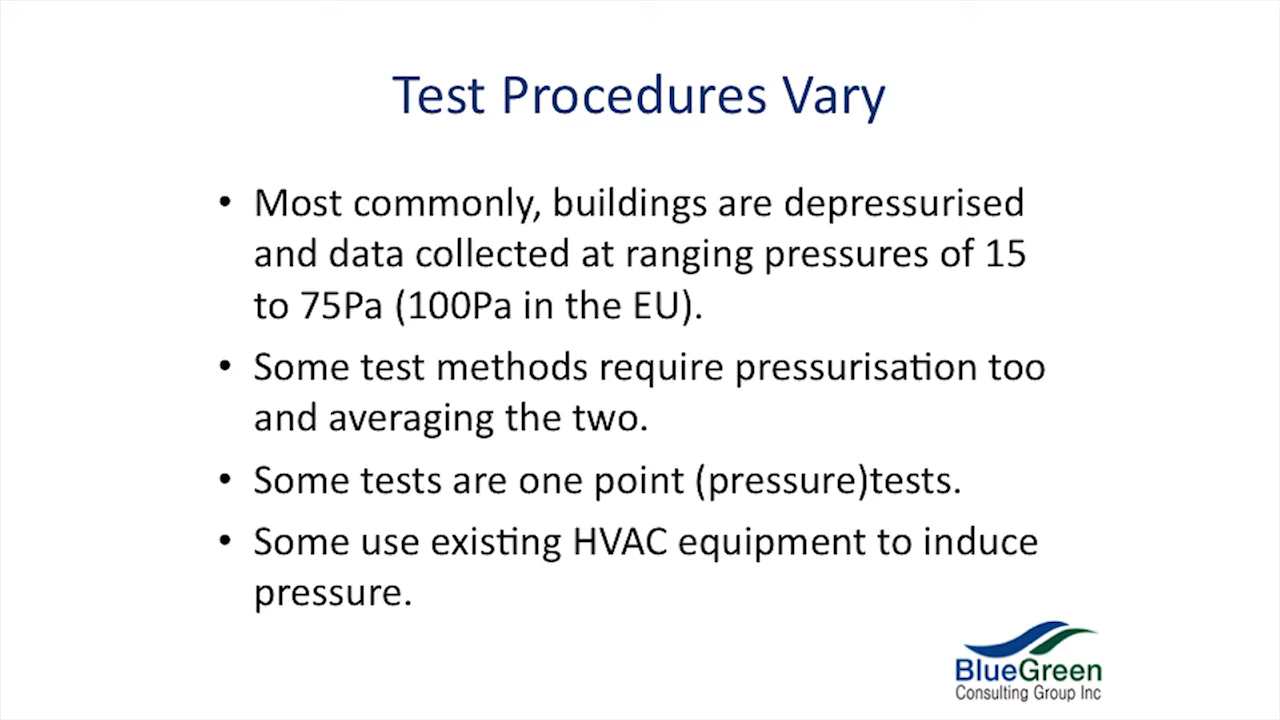 Test Procedures Vary
• Most commonly, buildings are depressurised
and data collected at ranging pressures of 15
to 75Pa (100Pa in the EU).
• Some test methods require pressurisation too
and averaging the two.
• Some tests are one point (pressure)tests.
• Some use existing HVAC equipment to induce
pressure.
BlueGreen
Consulting Group Inc